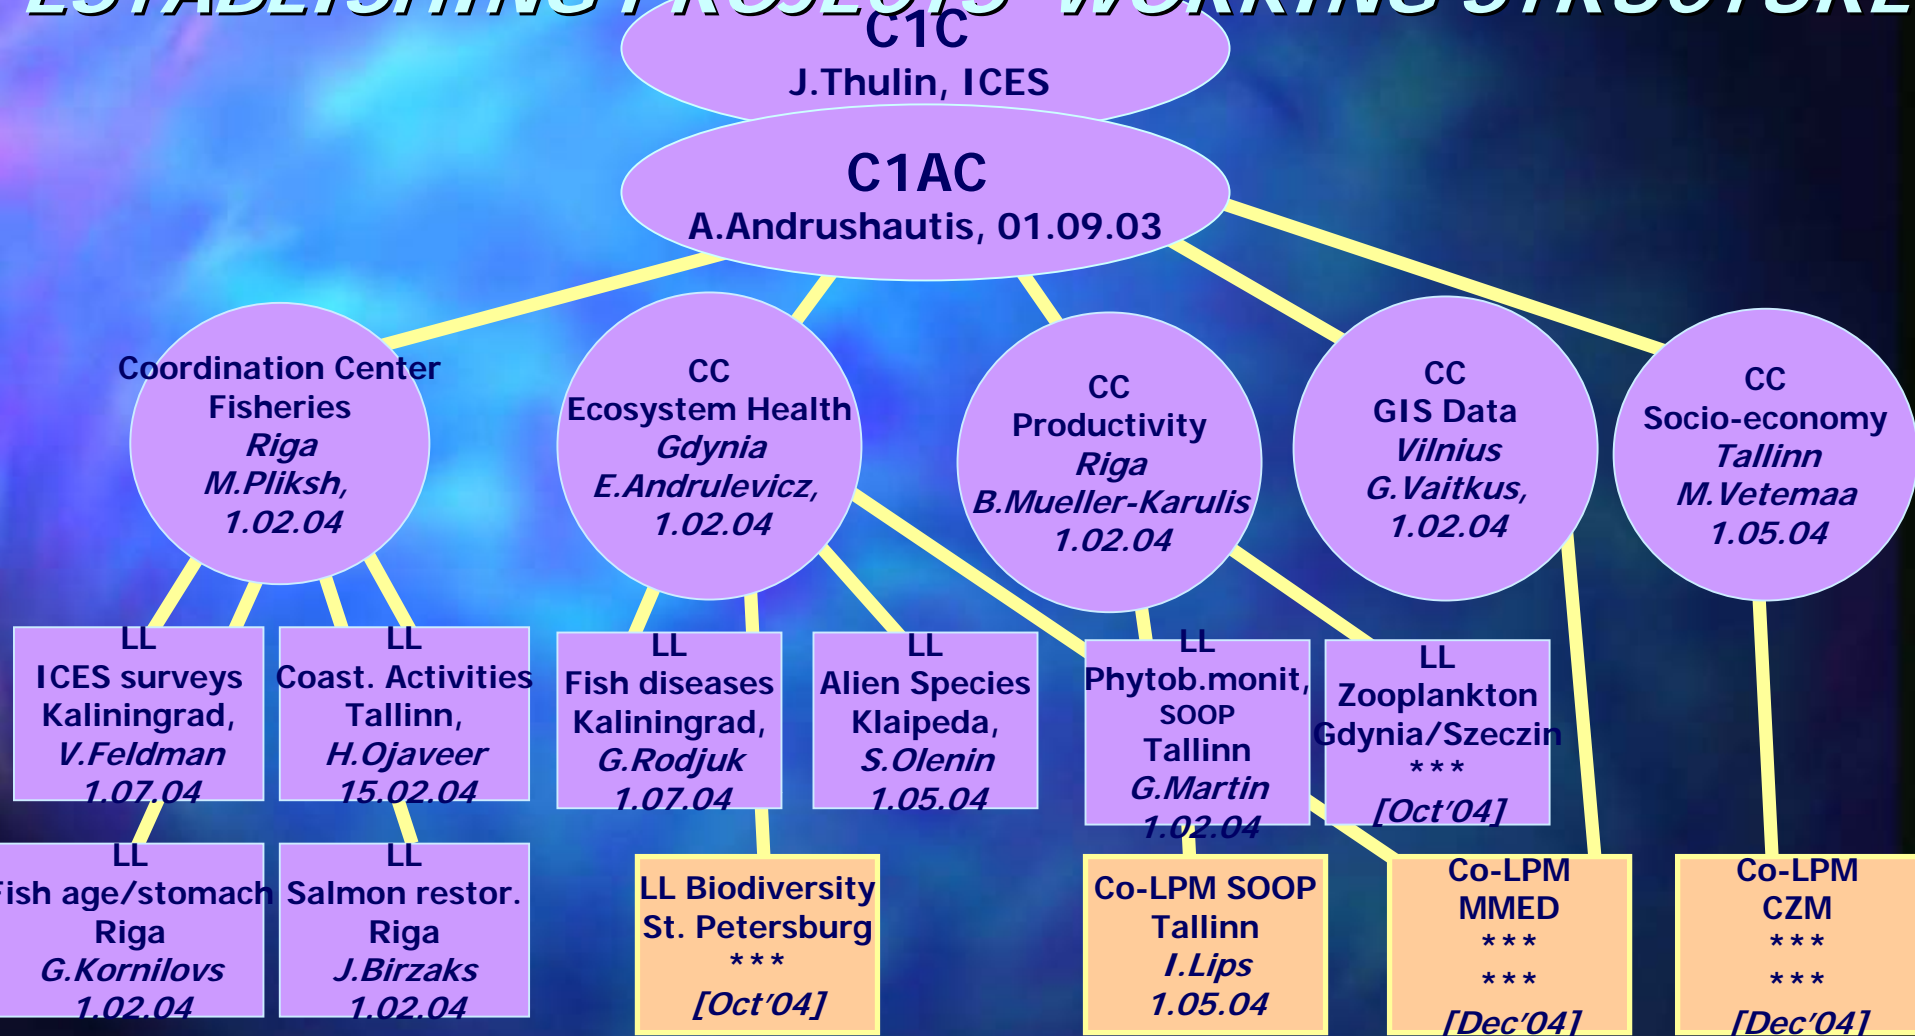 ESTABLISHING PROJECTS' WORKING STRUCTURE
C1C
J.Thulin, ICES
C1AC
A.Andrushautis, 01.09.03
Coordination Center
Fisheries
Riga
M.Pliksh,
1.02.04
CC
Ecosystem Health
Gdynia
E.Andrulevicz,
1.02.04
CC
Productivity
Riga
B.Mueller-Karulis
1.02.04
CC
GIS Data
Vilnius
G.Vaitkus,
1.02.04
CC
Socio-economy
Tallinn
M.Vetemaa
1.05.04
LL
ICES surveys
Kaliningrad,
V.Feldman
1.07.04
LL
Coast. Activities
Tallinn,
H.Ojaveer
15.02.04
LL
Fish diseases
Kaliningrad,
G.Rodjuk
1.07.04
LL
Alien Species
Klaipeda,
S.Olenin
1.05.04
LL
Phytob.monit,
SOOP
Tallinn
G.Martin
1.02.04
LL
Zooplankton
Gdynia/Szeczin
***
[Oct'04]
LL
Fish age/stomach
Riga
G.Kornilovs
1.02.04
LL
Salmon restor.
Riga
J.Birzaks
1.02.04
LL Biodiversity
St. Petersburg
***
[Oct'04]
Co-LPM SOOP
Tallinn
I.Lips
1.05.04
Co-LPM
MMED
***
***
[Dec'04]
Co-LPM
CZM
***
***
[Dec'04]